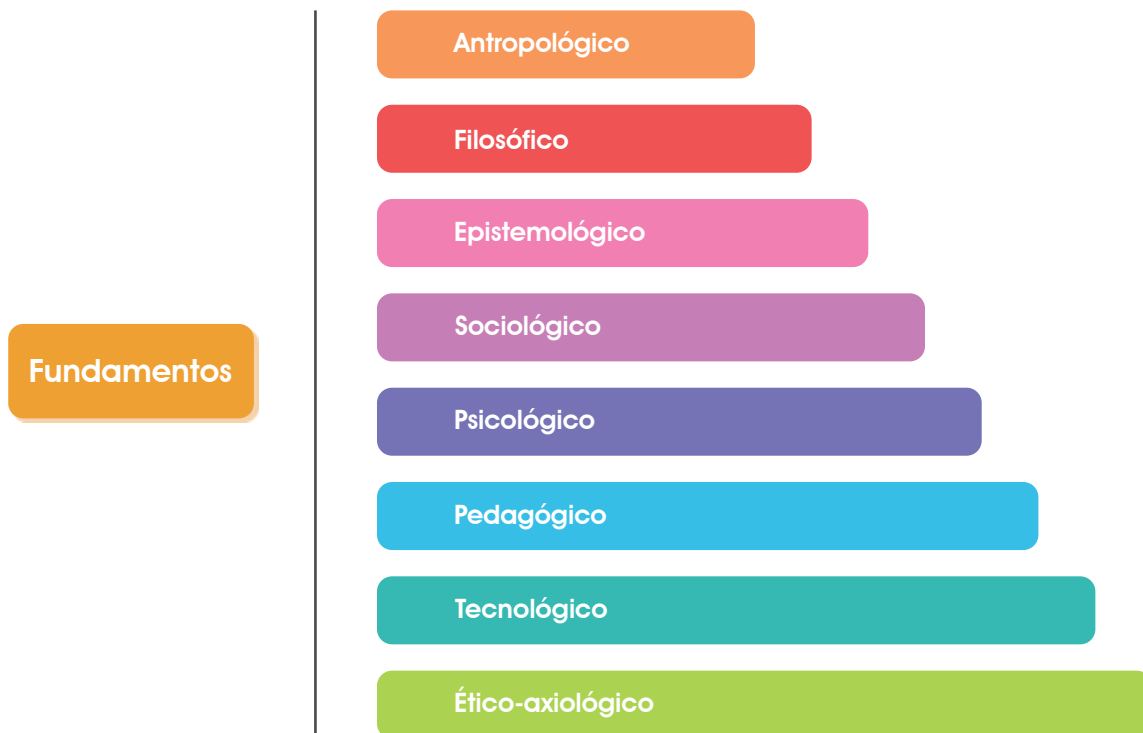 Fundamentos
Antropológico
Filosófico
Epistemológico
Sociológico
Psicológico
Pedagógico
Tecnológico
Ético-axiológico